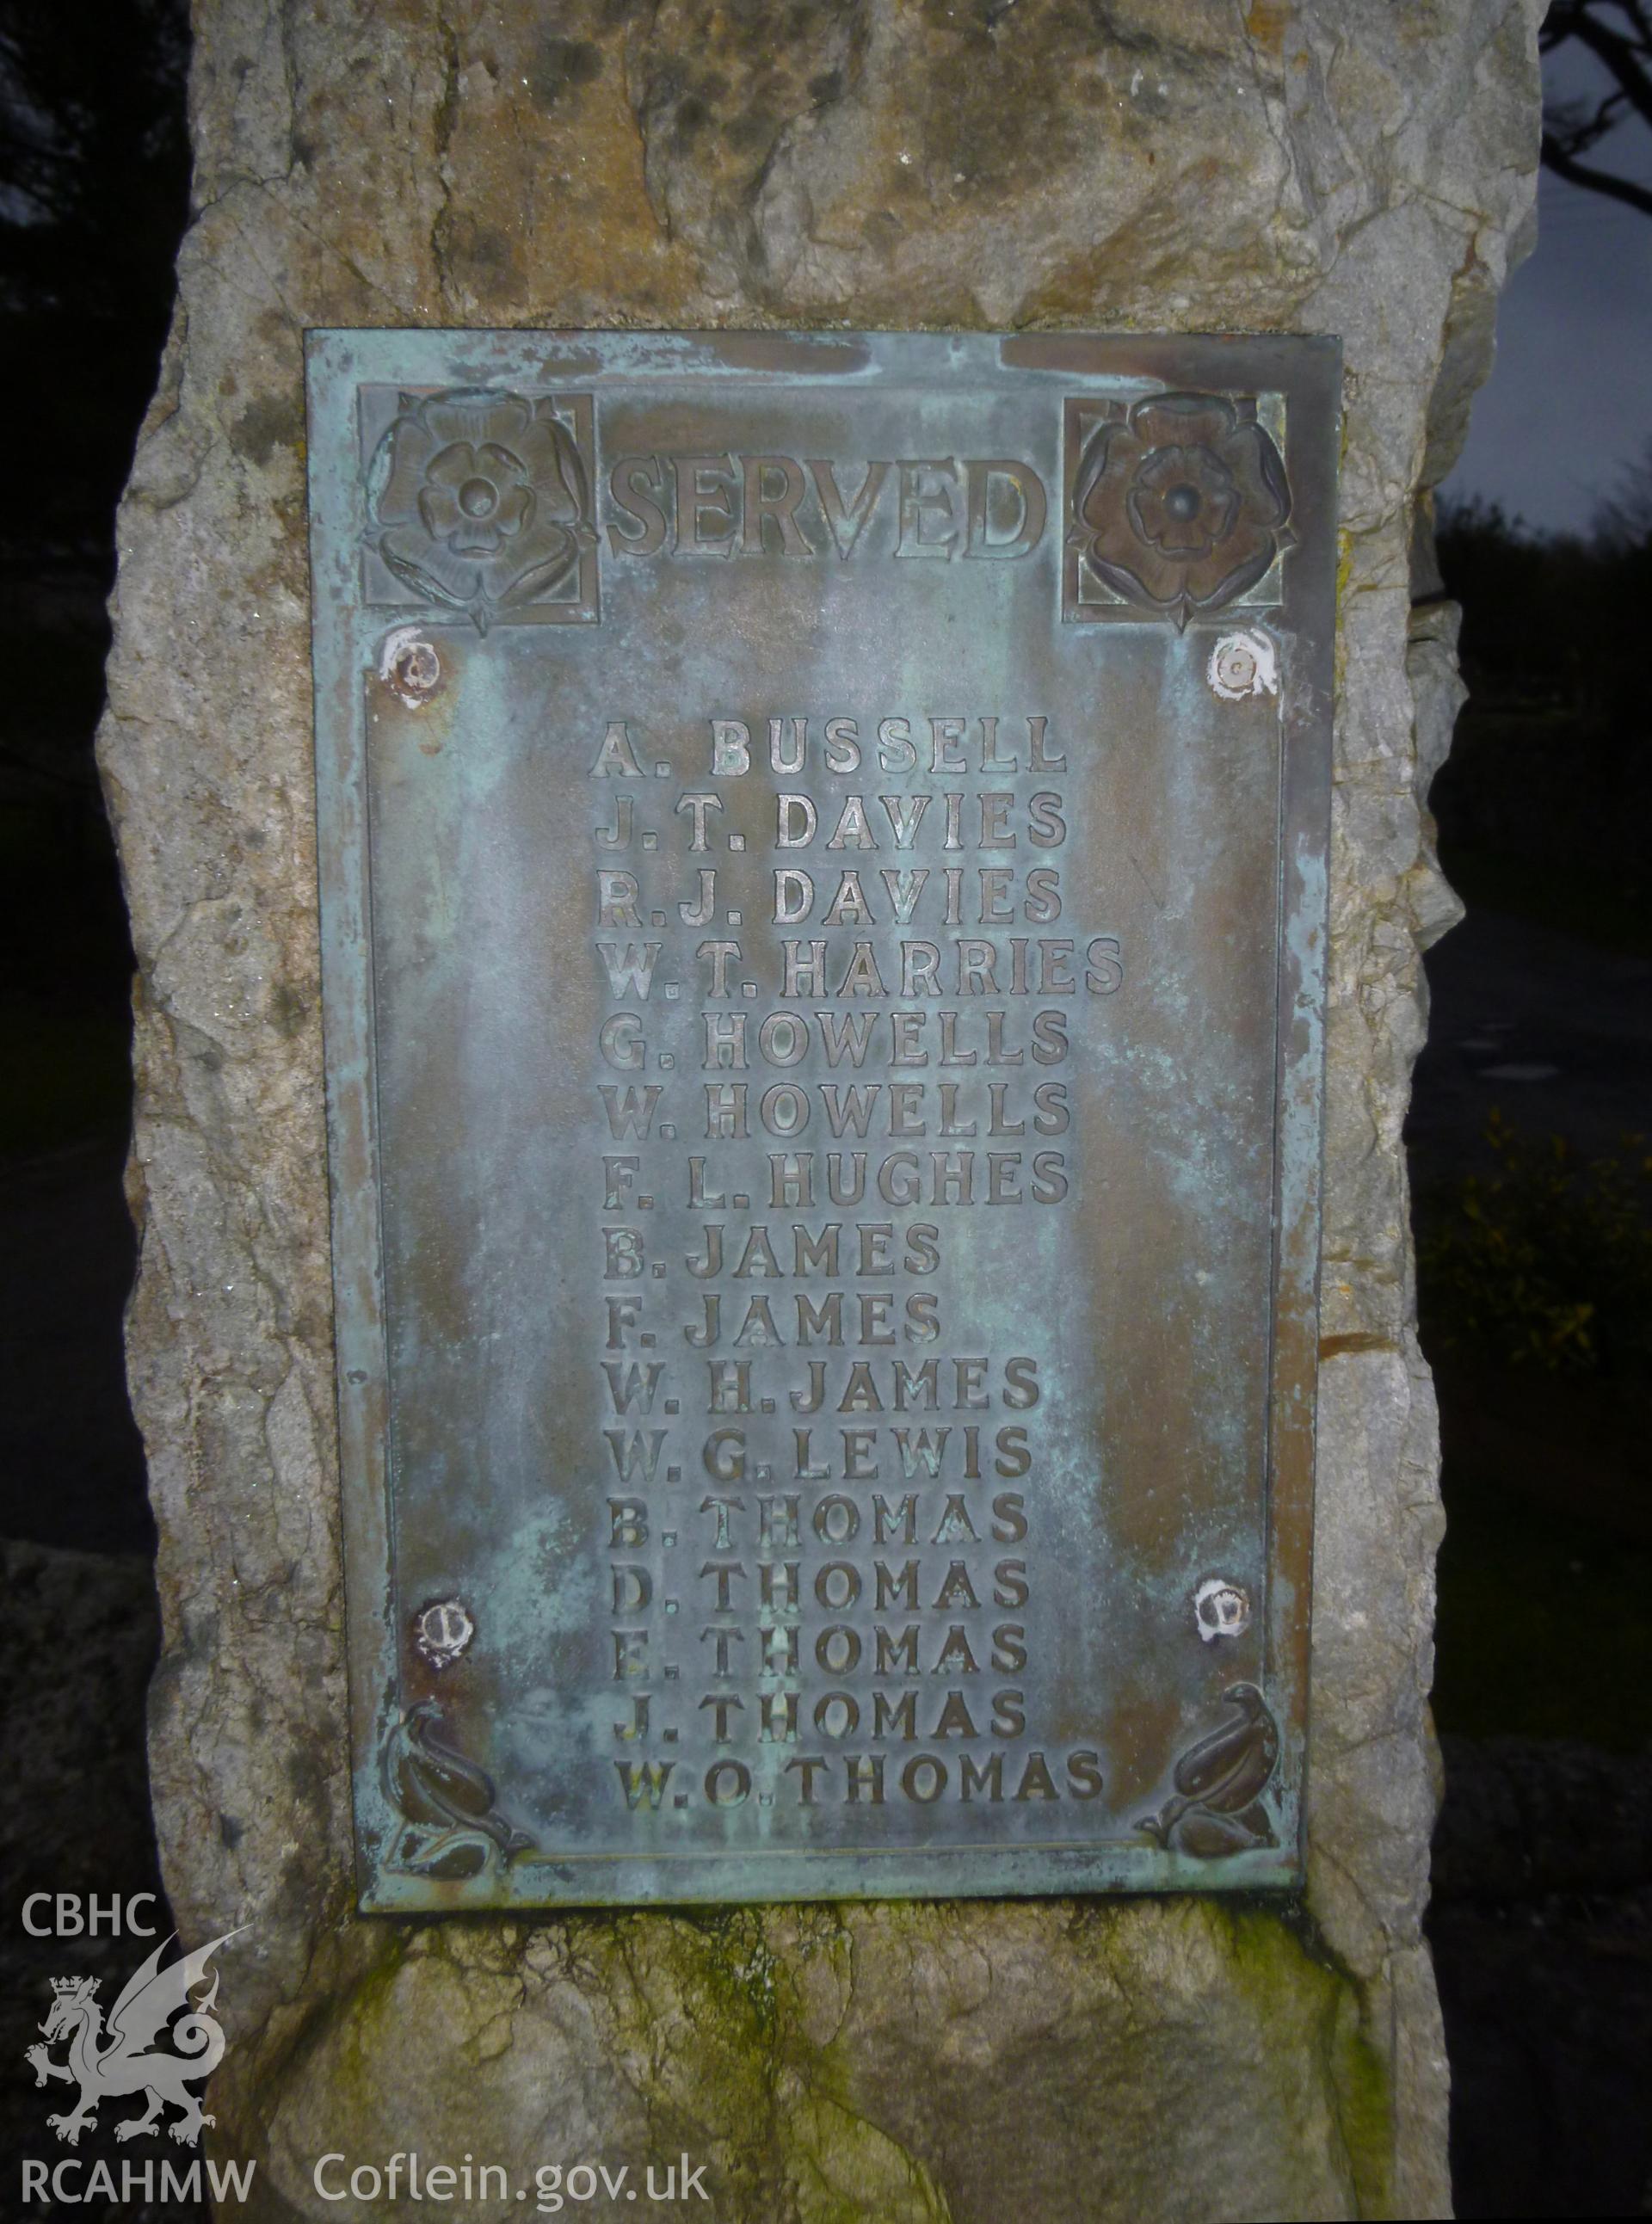 SERVED
A. BUSSELL
J. T. DAVIES
R. J. DAVIES
W. T. HARRIES
G. HOWELLS
W. HOWELLS
F. L. HUGHES
B. JAMES
F. JAMES
W. H. JAMES
W. G. LEWIS
B. THOMAS
D. THOMAS
E. THOMAS
J. THOMAS
W. O. THOMAS
CBHC
RCAHMW
Coflein.gov.uk